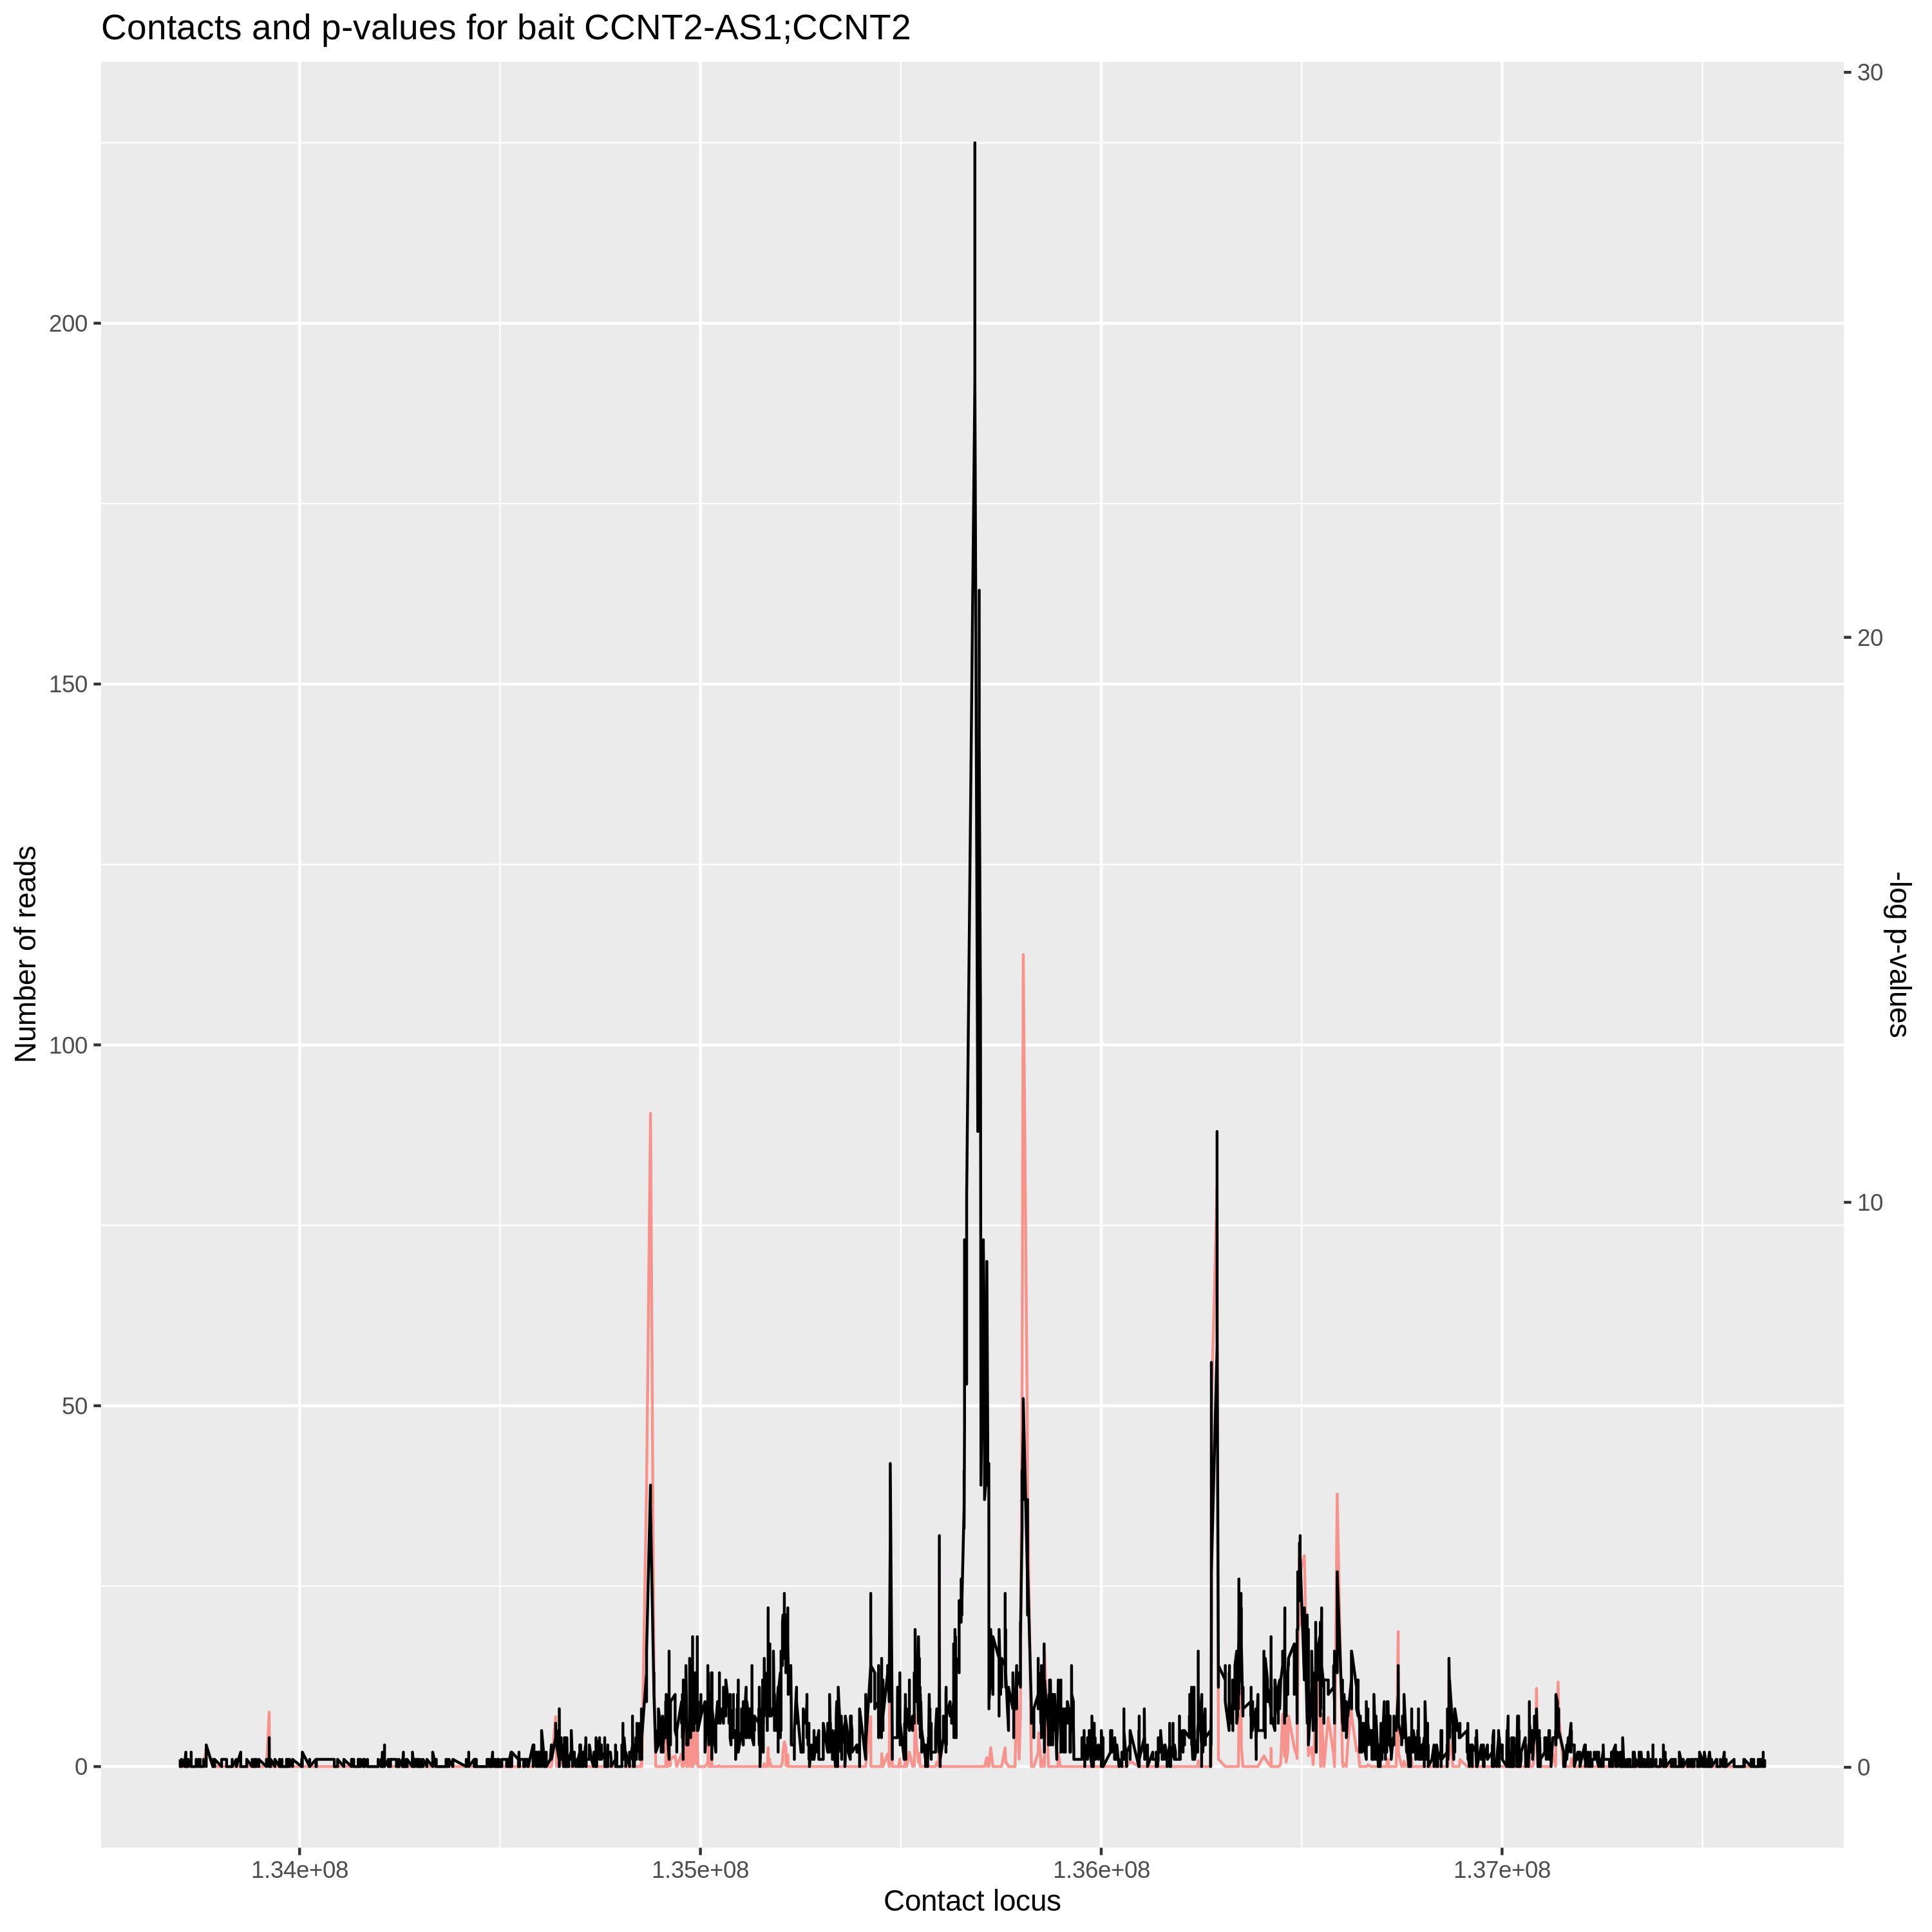 Contacts and p-values for bait CCNT2-AS1;CCNT2
Number of reads
200
150
100
50
0
30
20
10
0
-log p-values
1.34e+08
1.35e+08
1.36e+08
1.37e+08
Contact locus